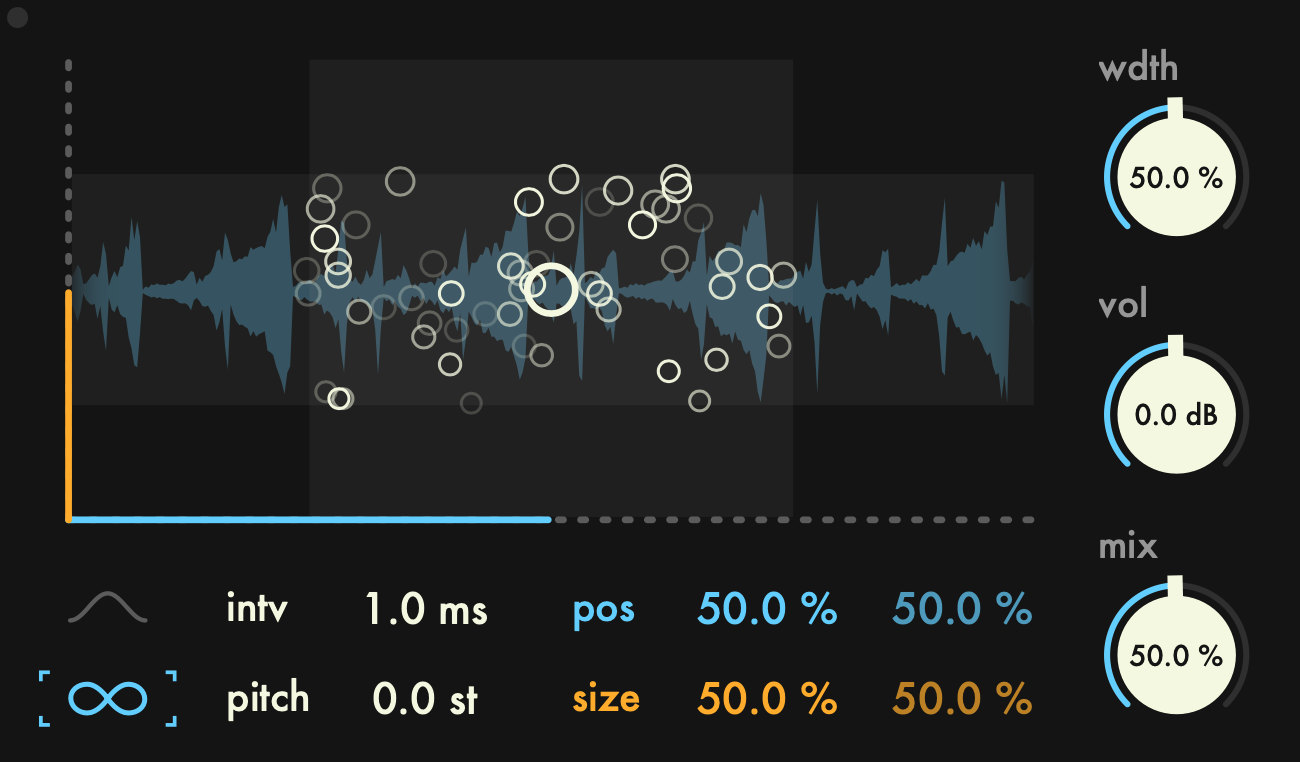 wdth
50.0 %
vol
0.0 dB
mix
50.0 %
intv 1.0 ms pos 50.0 % 50.0 %
pitch 0.0 st size 50.0 % 50.0 %